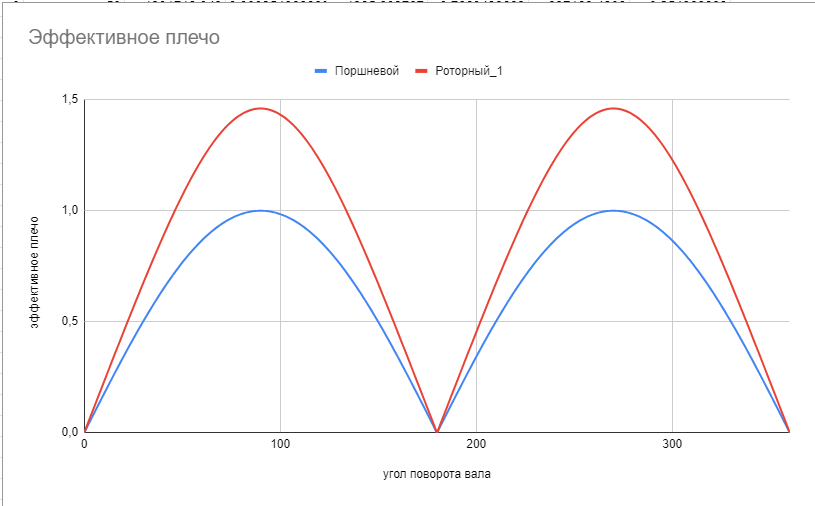 Эффективное плечо
Поршневой Роторный_1
1,5
1,0
0,5
0,0
эффективное плечо
0 100 200 300
угол поворота вала